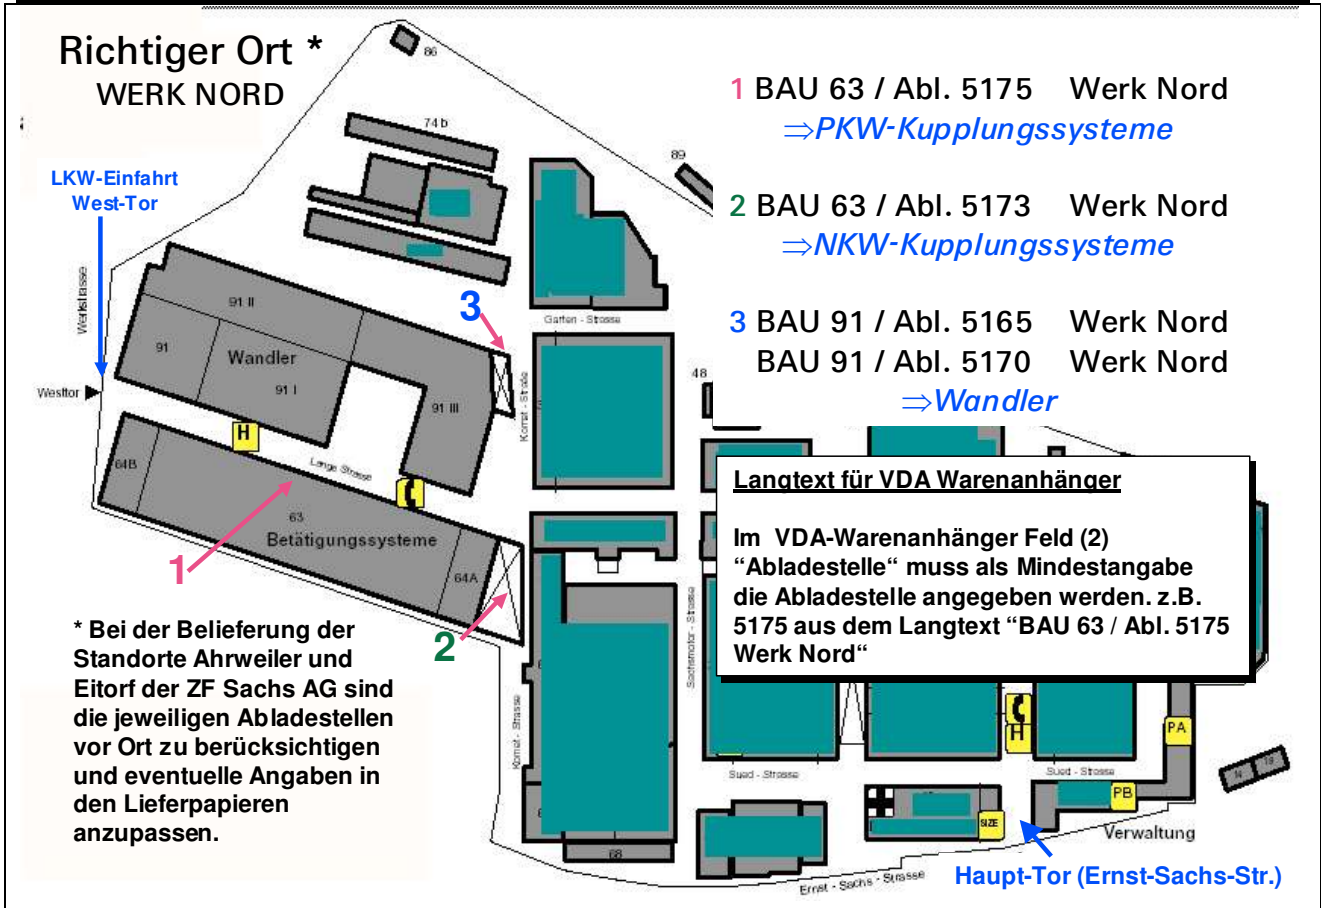 Richtiger Ort *
WERK NORD
LKW-Einfahrt
West-Tor
Werkstrasse
Westtor
86
74 b
89
91 II
91
Wandler
91 I
91 III
3
Garten - Strasse
48
H
Lange Strasse
64B
63
Betätigungssysteme
64A
1
2
1 BAU 63 / Abl. 5175 Werk Nord
⇒PKW-Kupplungssysteme
2 BAU 63 / Abl. 5173 Werk Nord
⇒NKW-Kupplungssysteme
3 BAU 91 / Abl. 5165 Werk Nord
BAU 91 / Abl. 5170 Werk Nord
⇒Wandler
Langtext für VDA Warenanhänger
Im VDA-Warenanhänger Feld (2)
“Abladestelle“ muss als Mindestangabe
die Abladestelle angegeben werden. z.B.
5175 aus dem Langtext “BAU 63 / Abl. 5175
Werk Nord“
* Bei der Belieferung der
Standorte Ahrweiler und
Eitorf der ZF Sachs AG sind
die jeweiligen Abladestellen
vor Ort zu berücksichtigen
und eventuelle Angaben in
den Lieferpapieren
anzupassen.
Sachsmotor - Strasse
H
PA
Sued - Strasse
Sued - Strasse
PB
SIZE
Verwaltung
68
Ernst - Sachs - Strasse
Haupt-Tor (Ernst-Sachs-Str.)